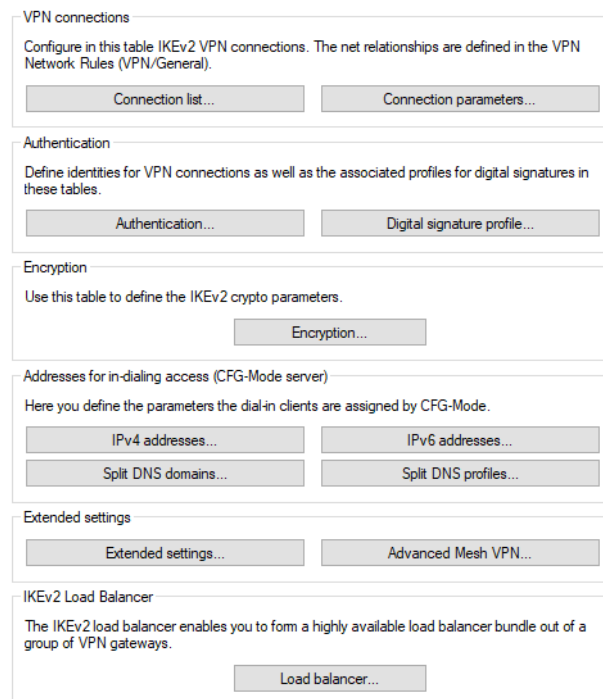 VPN connections
Configure in this table IKEv2 VPN connections. The net relationships are defined in the VPN
Network Rules (VPN/General).
Connection list...
Connection parameters...
Authentication
Define identities for VPN connections as well as the associated profiles for digital signatures in
these tables.
Authentication...
Digital signature profile...
Encryption
Use this table to define the IKEv2 crypto parameters.
Encryption...
Addresses for in-dialing access (CFG-Mode server)
Here you define the parameters the dial-in clients are assigned by CFG-Mode.
IPv4 addresses...
IPv6 addresses...
Split DNS domains...
Split DNS profiles...
Extended settings
Extended settings...
Advanced Mesh VPN...
IKEv2 Load Balancer
The IKEv2 load balancer enables you to form a highly available load balancer bundle out of a
group of VPN gateways.
Load balancer...